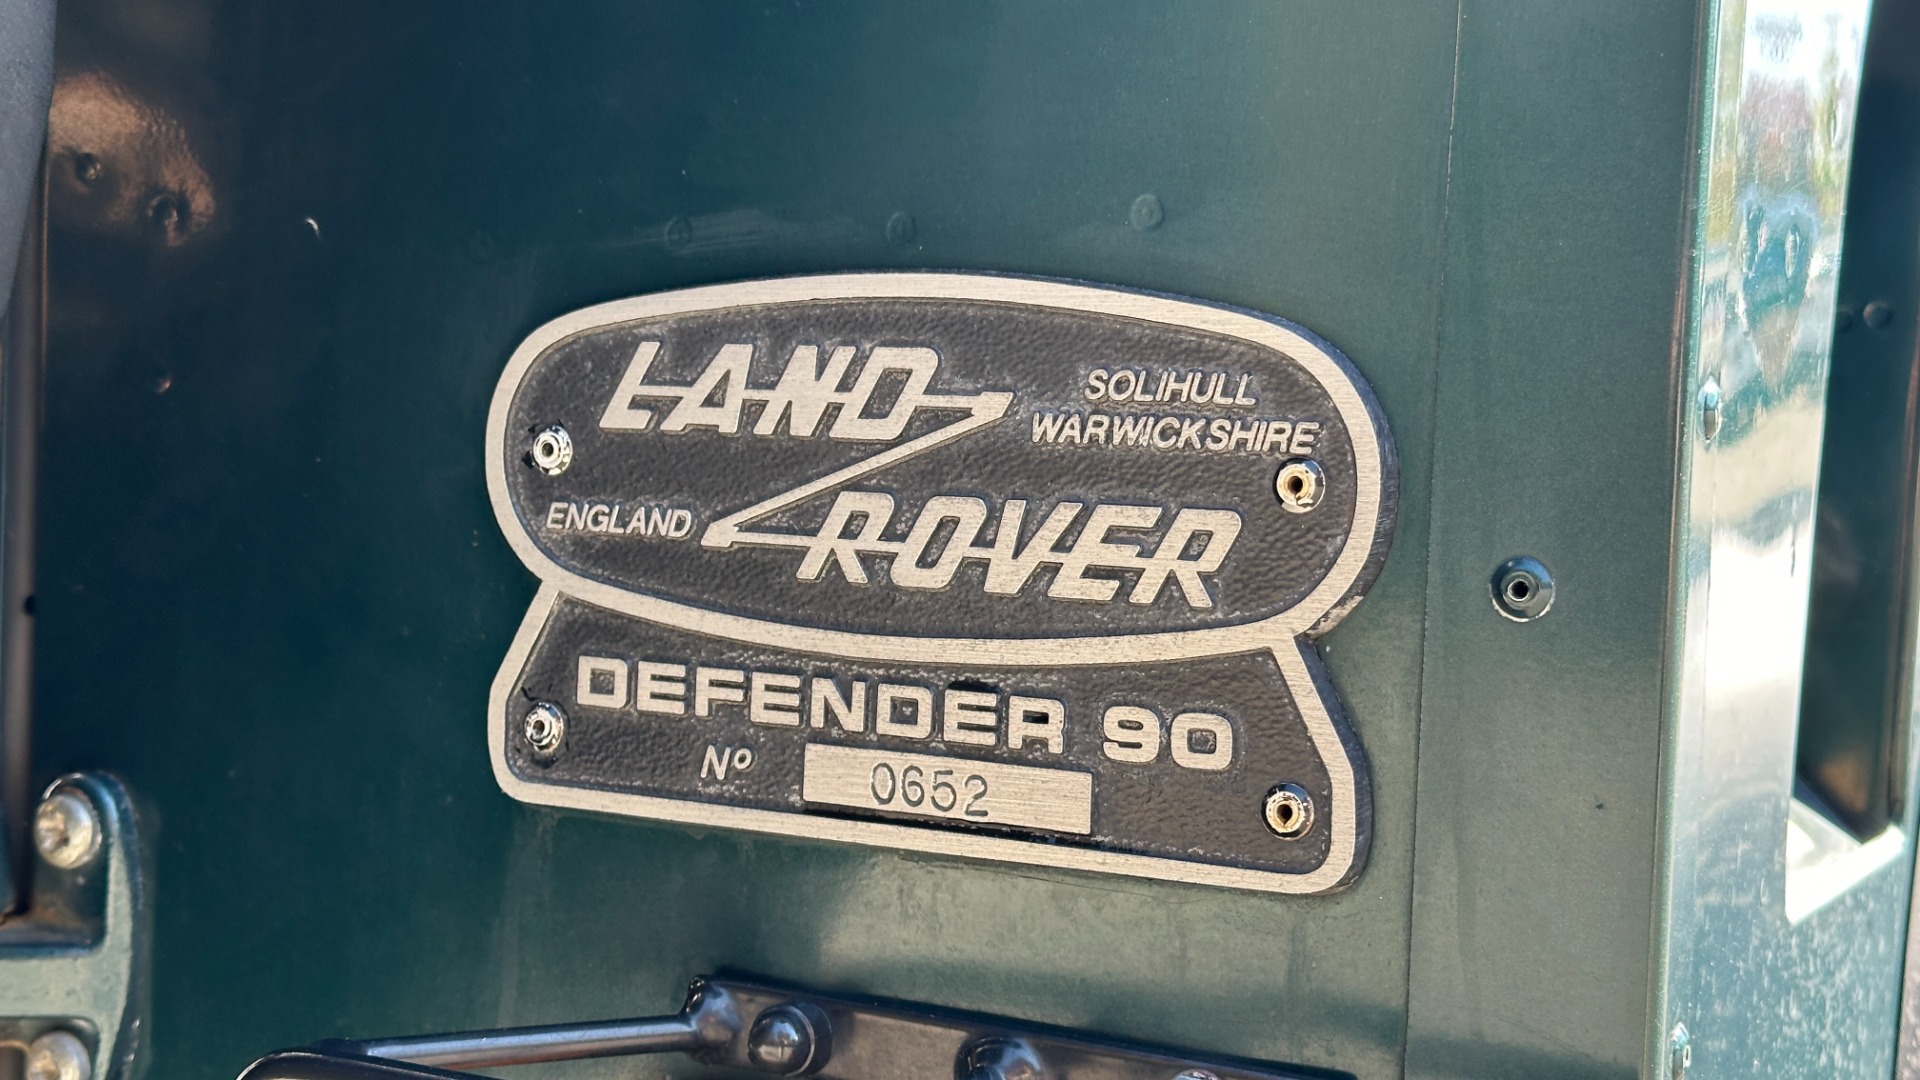 LAND
SOLIHULL
WARWICKSHIRE
ENGLAND
ROVER
DEFENDER 90
Nº 0652